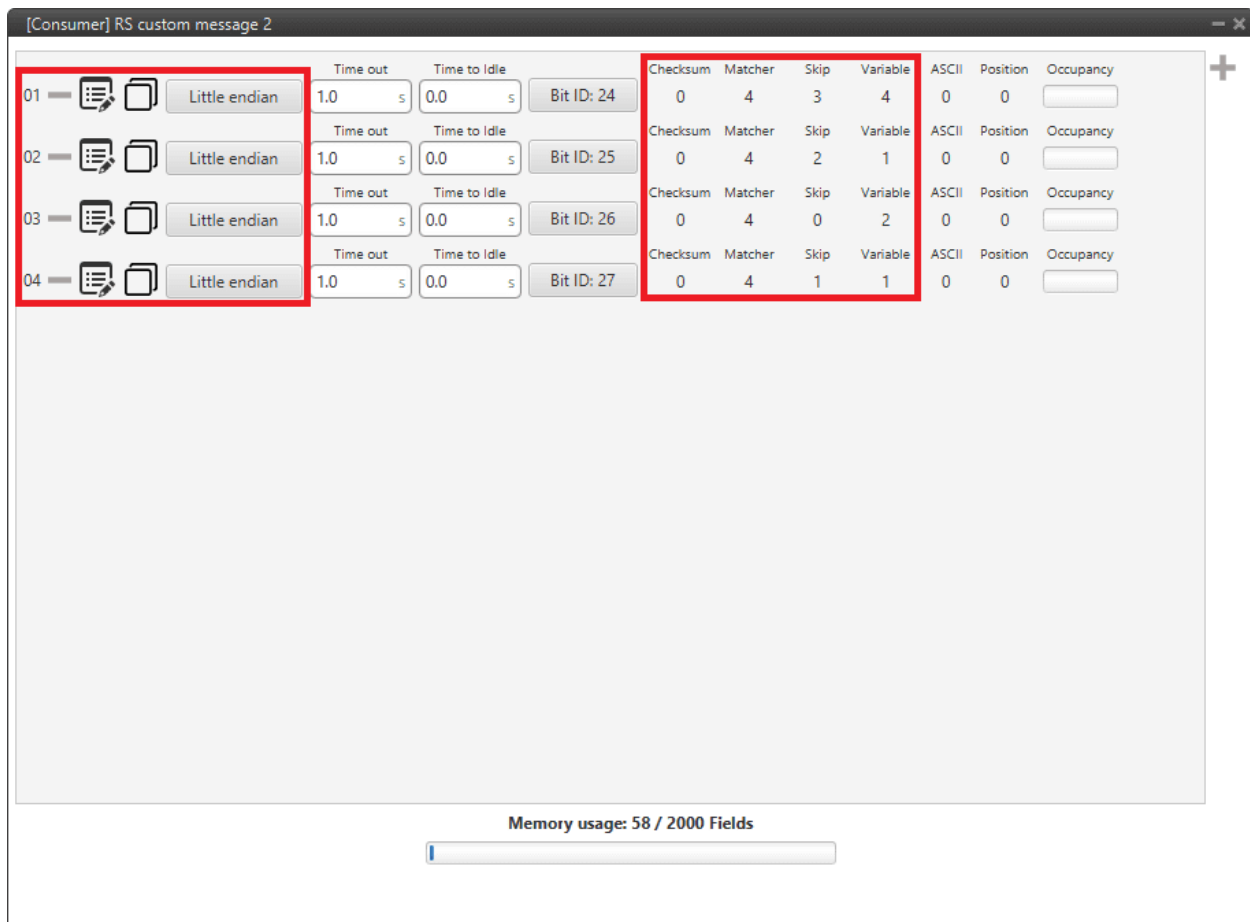 [Consumer] RS custom message 2
Time out Time to Idle Checksum Matcher Skip Variable ASCII Position Occupancy
01 Little endian 1.0 s 0.0 s Bit ID: 24 0 4 3 4 0 0
Time out Time to Idle Checksum Matcher Skip Variable ASCII Position Occupancy
02 Little endian 1.0 s 0.0 s Bit ID: 25 0 4 2 1 0 0
Time out Time to Idle Checksum Matcher Skip Variable ASCII Position Occupancy
03 Little endian 1.0 s 0.0 s Bit ID: 26 0 4 0 2 0 0
Time out Time to Idle Checksum Matcher Skip Variable ASCII Position Occupancy
04 Little endian 1.0 s 0.0 s Bit ID: 27 0 4 1 1 0 0
Memory usage: 58 / 2000 Fields